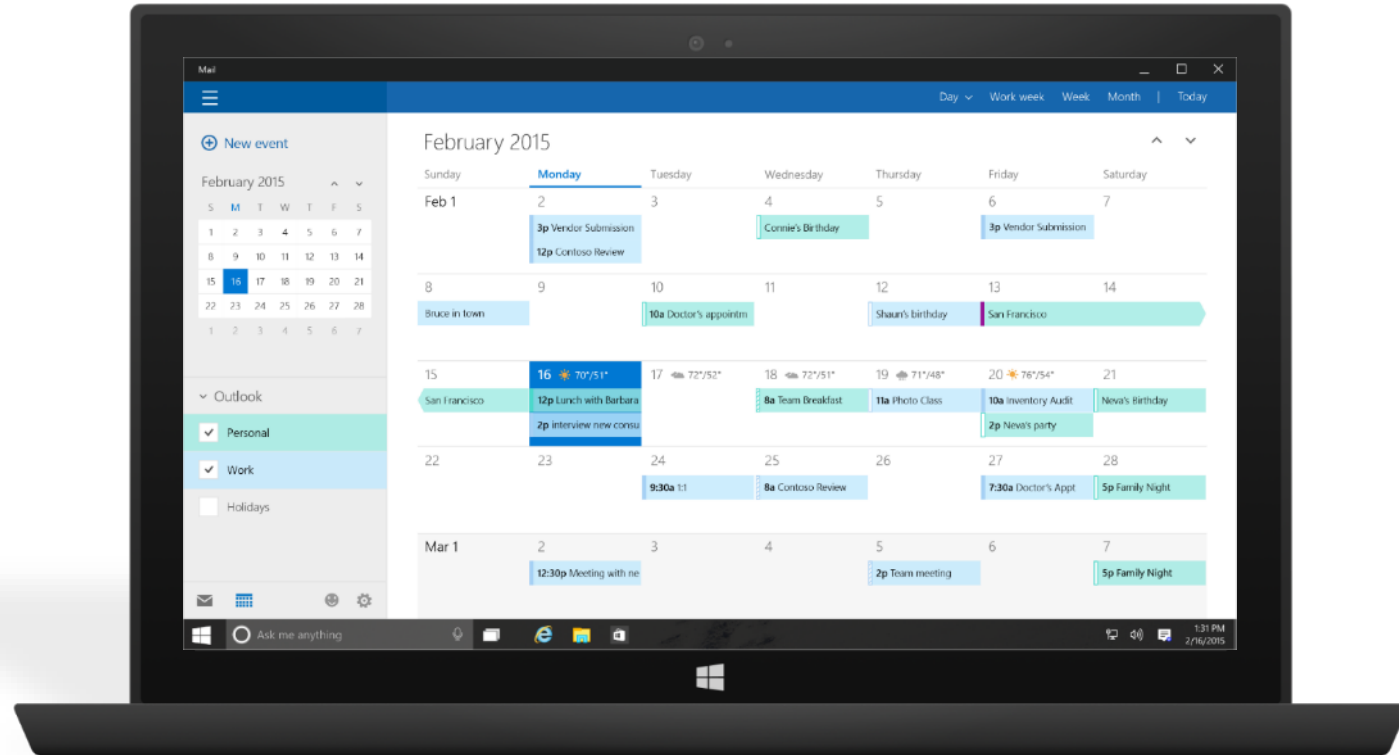 Mail
Day Work week Week Month | Today
New event
February 2015
S M T W T F S
1 2 3 4 5 6 7
8 9 10 11 12 13 14
15 16 17 18 19 20 21
22 23 24 25 26 27 28
1 2 3 4 5 6 7
Outlook
Personal
Work
Holidays
February 2015
Sunday Monday Tuesday Wednesday Thursday Friday Saturday
Feb 1 2 3 4 5 6 7
3p Vendor Submission Connie's Birthday 3p Vendor Submission
12p Contoso Review
8 9 10 11 12 13 14
Bruce in town 10a Doctor's appointm Shaun's birthday San Francisco
15 16 70°/51° 17 72°/52° 18 72°/51° 19 71°/48° 20 76°/54° 21
San Francisco 12p Lunch with Barbara 8a Team Breakfast 11a Photo Class 10a Inventory Audit Neva's Birthday
2p interview new consu 2p Neva's party
22 23 24 25 26 27 28
9:30a 1:1 8a Contoso Review 7:30a Doctor's Appt 5p Family Night
Mar 1 2 3 4 5 6 7
12:30p Meeting with ne 2p Team meeting 5p Family Night
Ask me anything
1:31 PM
2/16/2015